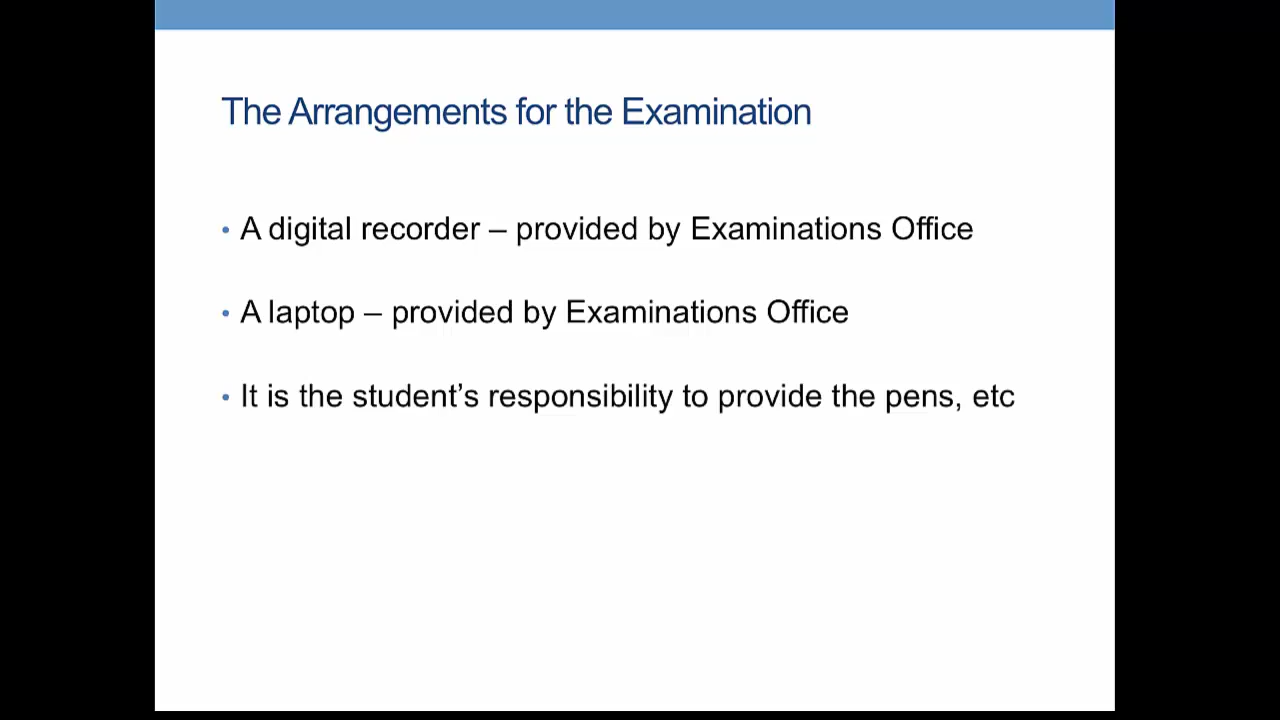 The Arrangements for the Examination
• A digital recorder – provided by Examinations Office
• A laptop – provided by Examinations Office
• It is the student’s responsibility to provide the pens, etc